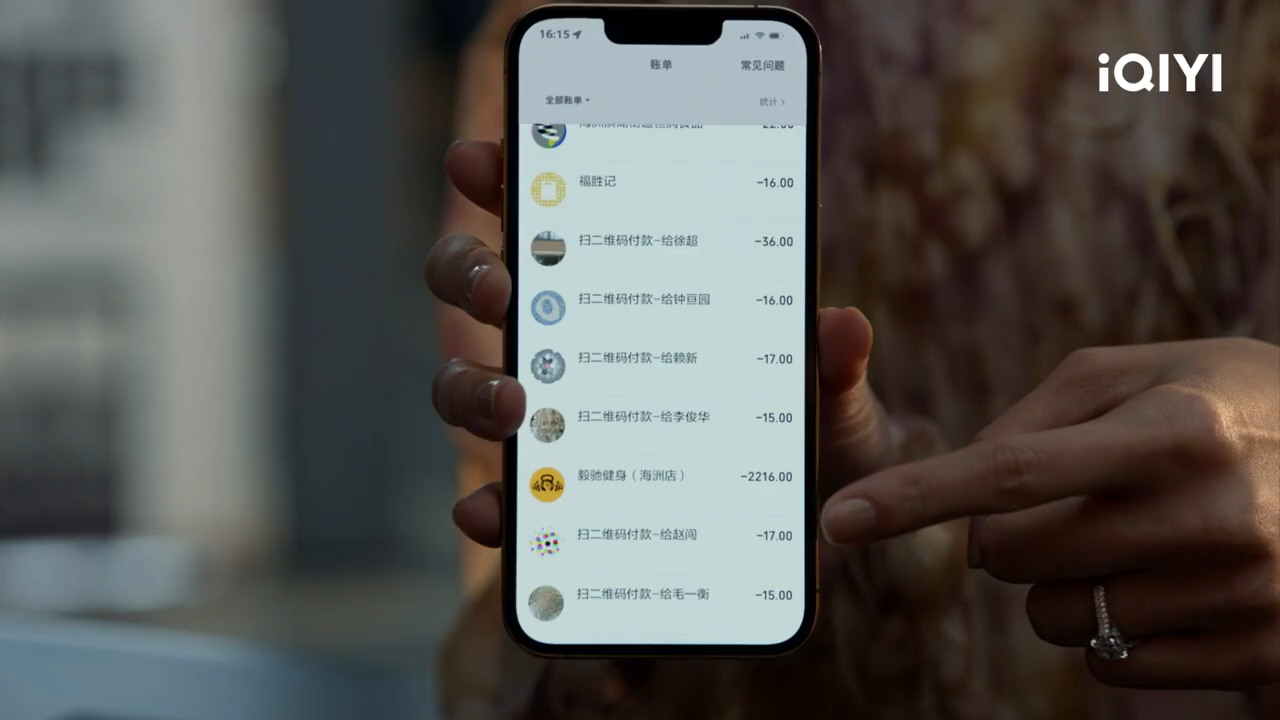 iQIYI
16:15
账单
常见问题
全部账单
统计
福胜记
-16.00
扫二维码付款-给徐超
-36.00
扫二维码付款-给钟亘园
-16.00
扫二维码付款-给赖新
-17.00
扫二维码付款-给李俊华
-15.00
毅驰健身（海洲店）
-2216.00
扫二维码付款-给赵闯
-17.00
扫二维码付款-给毛一衡
-15.00